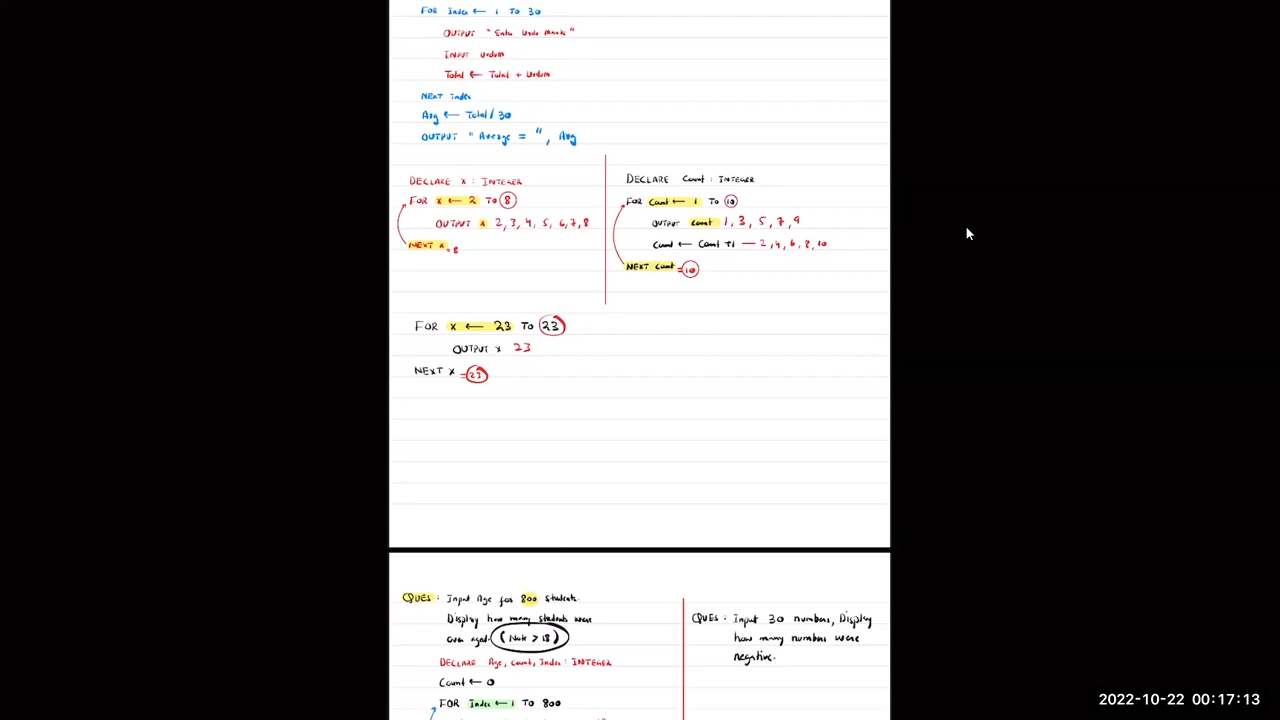 FOR Index ← 1 TO 30
OUTPUT "Enter Urdu Marks"
INPUT Urdum
Total ← Total + Urdum
NEXT Index
Avg ← Total / 30
OUTPUT "Average = ", Avg
DECLARE x : INTEGER
FOR x ← 2 TO 8
OUTPUT x 2, 3, 4, 5, 6, 7, 8
NEXT x = 8
DECLARE Count : INTEGER
FOR Count ← 1 TO 10
OUTPUT Count 1, 3, 5, 7, 9
Count ← Count +1 — 2, 4, 6, 8, 10
NEXT Count = 10
FOR x ← 23 TO 23
OUTPUT x 23
NEXT x = 23
QUES : Input Age for 800 students.
Display how many students were
over aged. (Note > 18)
DECLARE Age, Count, Index : INTEGER
Count ← 0
FOR Index ← 1 TO 800
QUES : Input 30 numbers, Display
how many numbers were
negative.
2022-10-22 00:17:13